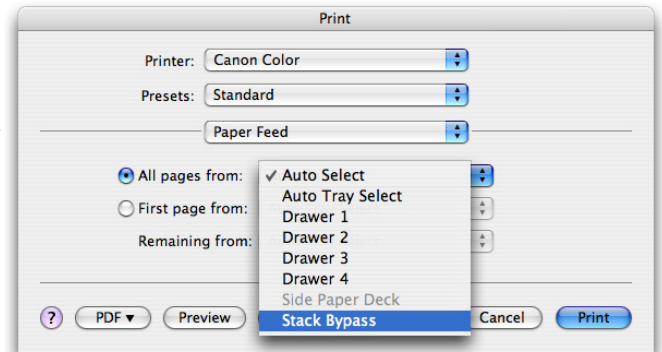 Print
Printer: Canon Color
Presets: Standard
Paper Feed
All pages from: ✓ Auto Select
Auto Tray Select
First page from:
Drawer 1
Drawer 2
Remaining from:
Drawer 3
Drawer 4
Side Paper Deck
Stack Bypass
? PDF ▼ Preview Cancel Print